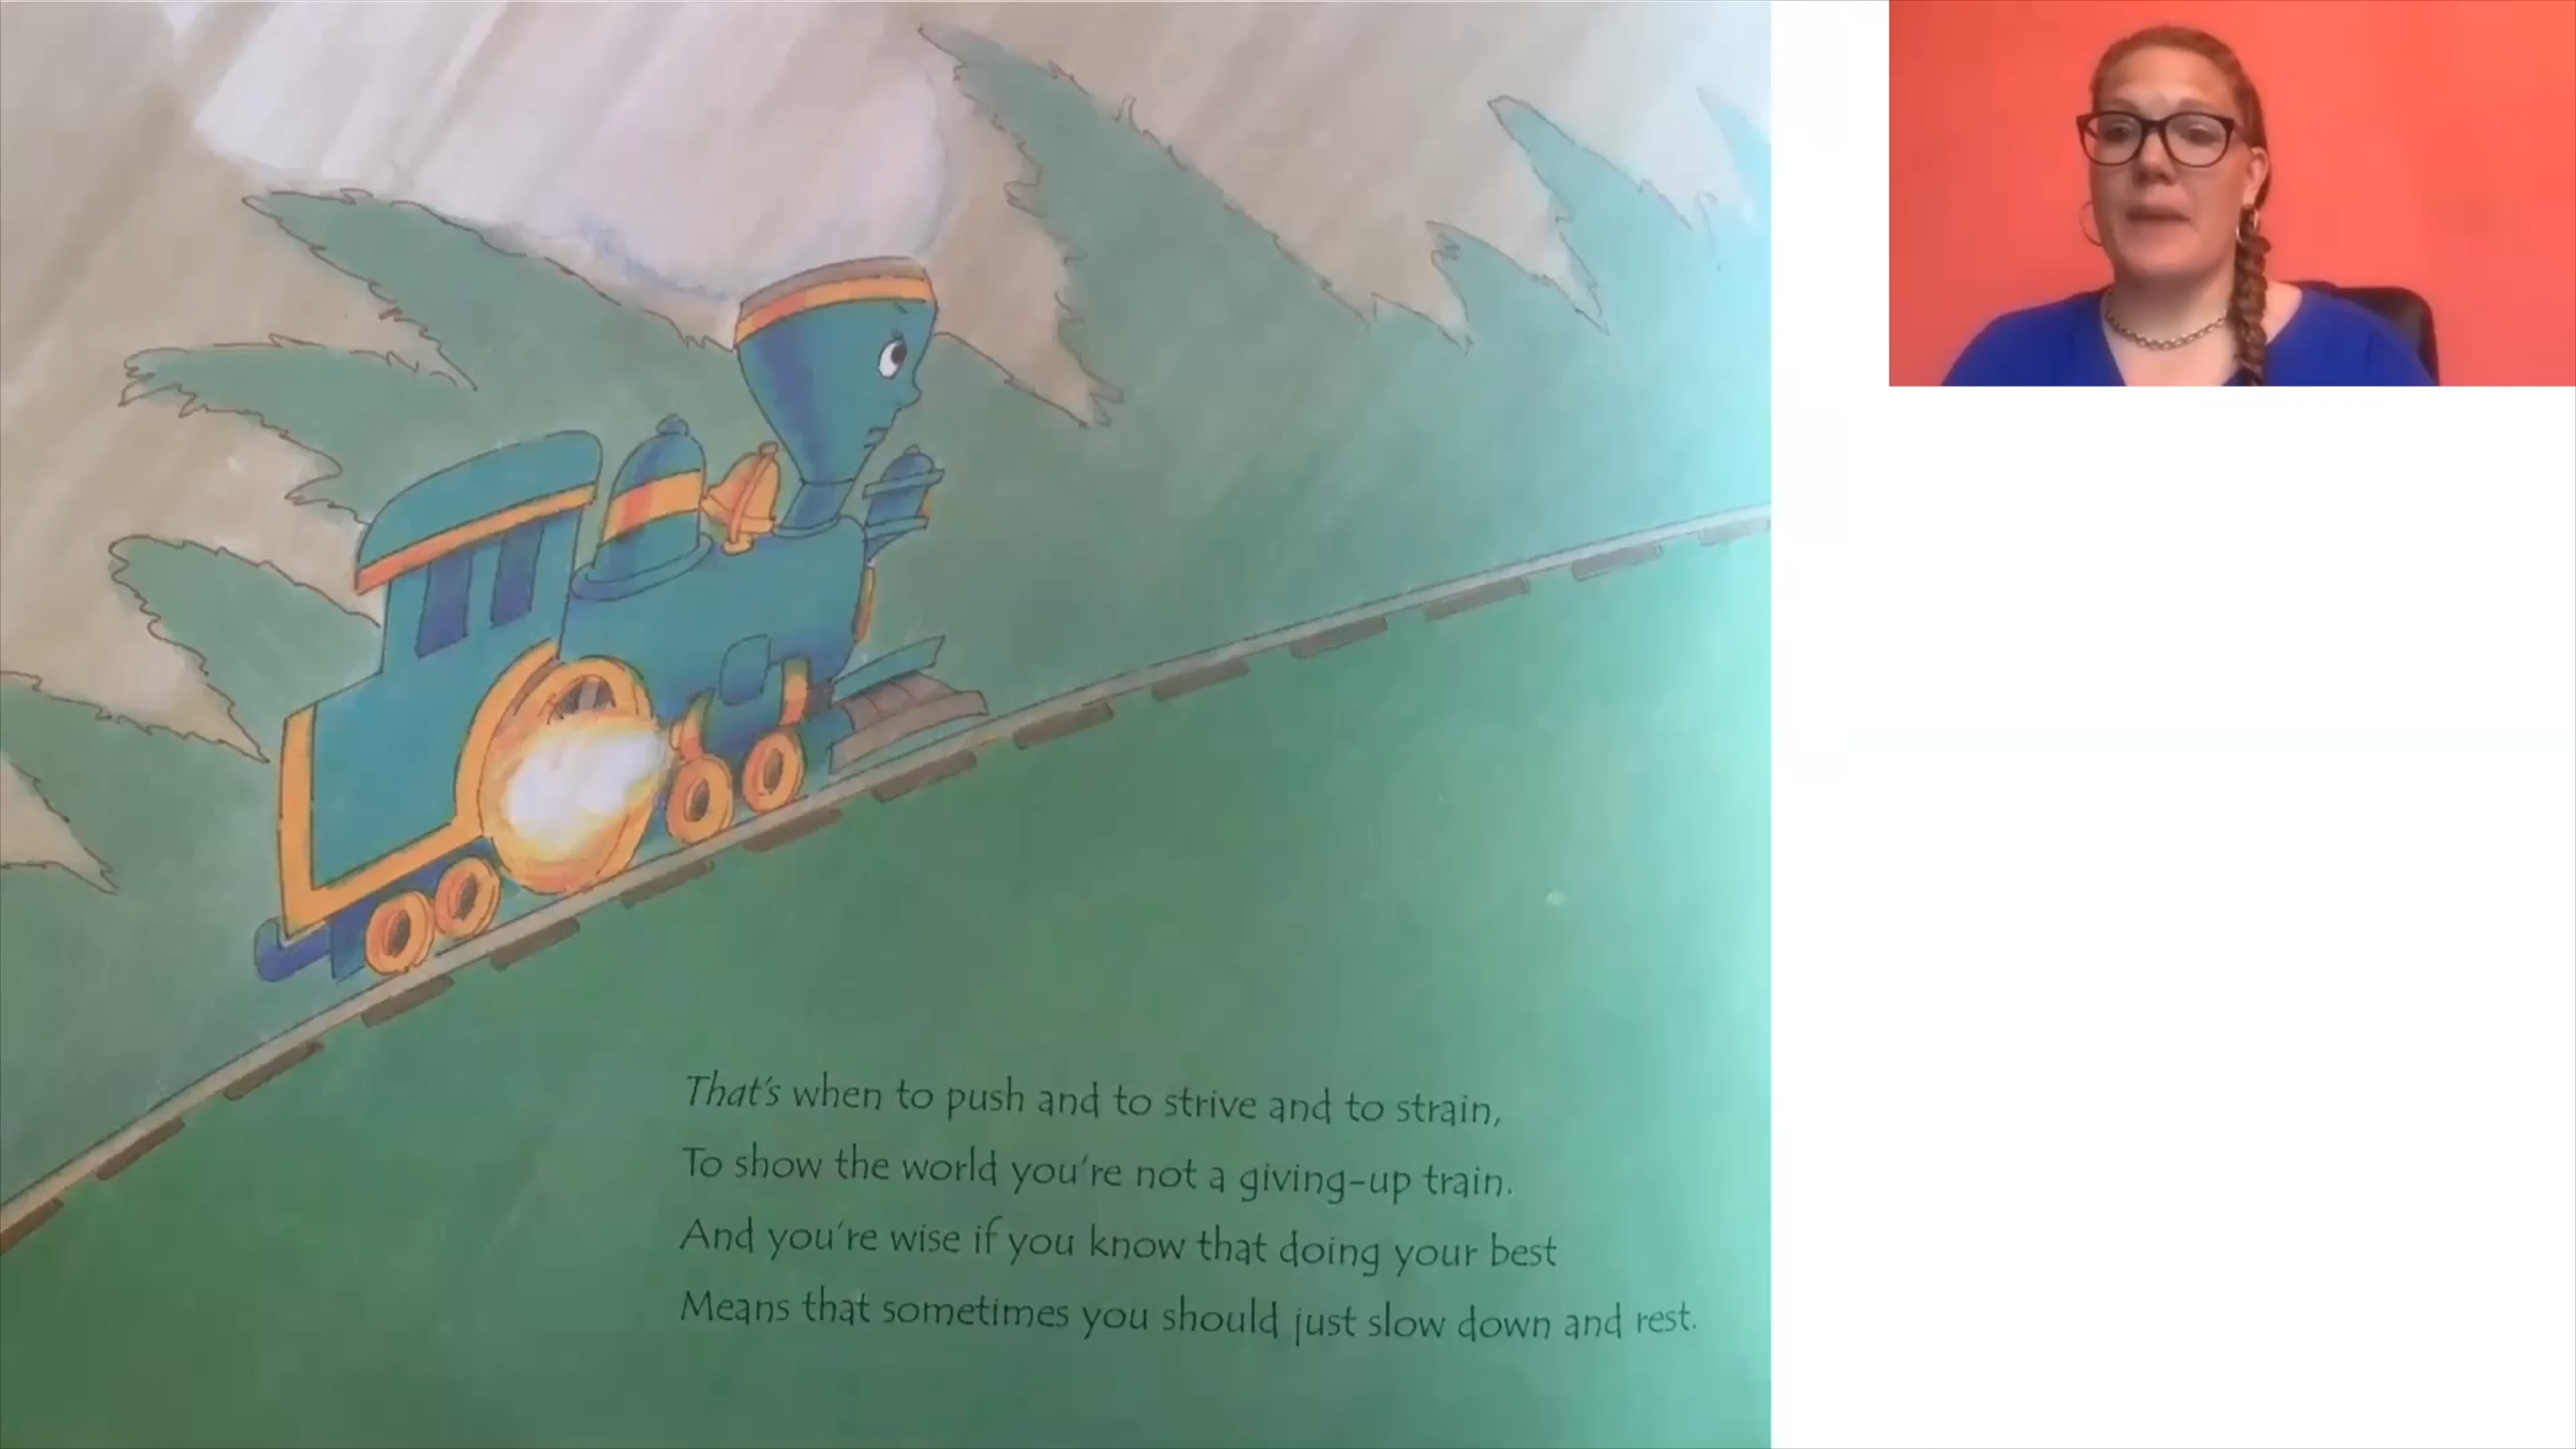 That's when to push and to strive and to strain,
To show the world you're not a giving-up train.
And you're wise if you know that doing your best
Means that sometimes you should just slow down and rest.